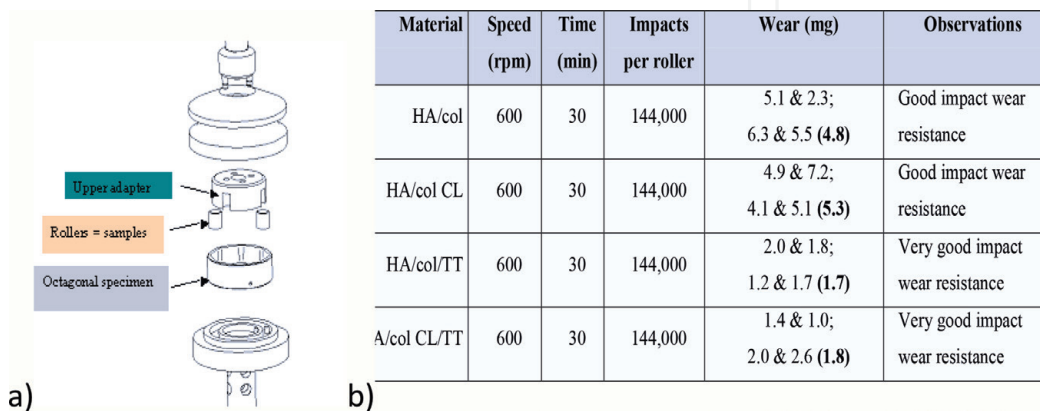 Upper adapter
Rollers = samples
Octagonal specimen
a)
b)
Material Speed (rpm) Time (min) Impacts per roller Wear (mg) Observations
HA/col 600 30 144,000 5.1 & 2.3; 6.3 & 5.5 (4.8) Good impact wear resistance
HA/col CL 600 30 144,000 4.9 & 7.2; 4.1 & 5.1 (5.3) Good impact wear resistance
HA/col/TT 600 30 144,000 2.0 & 1.8; 1.2 & 1.7 (1.7) Very good impact wear resistance
A/col CL/TT 600 30 144,000 1.4 & 1.0; 2.0 & 2.6 (1.8) Very good impact wear resistance